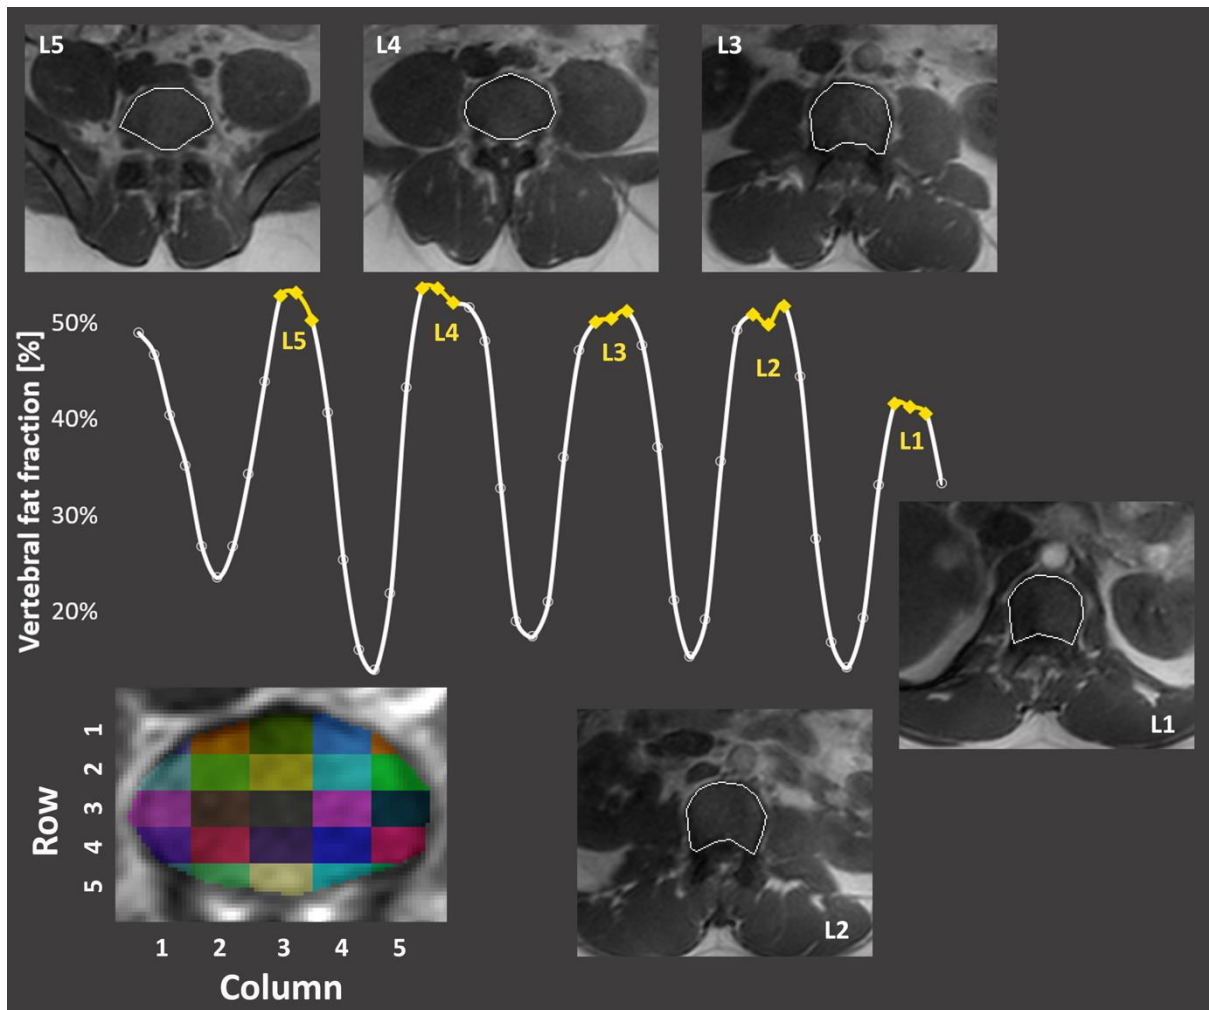 L5
L4
L3
Vertebral fat fraction [%]
50%
40%
30%
20%
L5
L4
L3
L2
L1
L1
L2
Row
1
2
3
4
5
1 2 3 4 5
Column